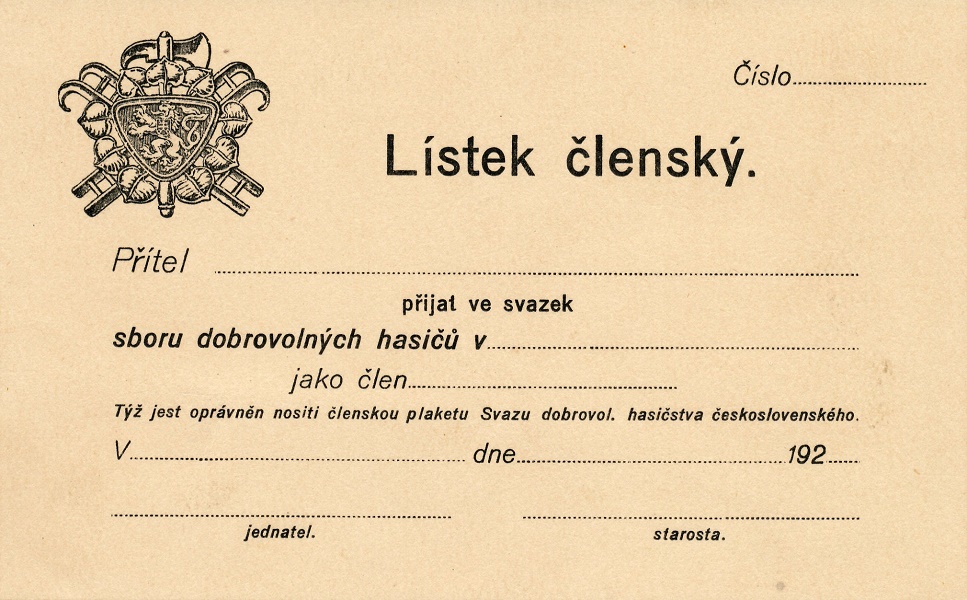 Číslo
Lístek členský.
Přítel
přijat ve svazek
sboru dobrovolných hasičů v
jako člen
Týž jest oprávněn nositi členskou plaketu Svazu dobrovol. hasičstva československého.
V dne 192
jednatel. starosta.